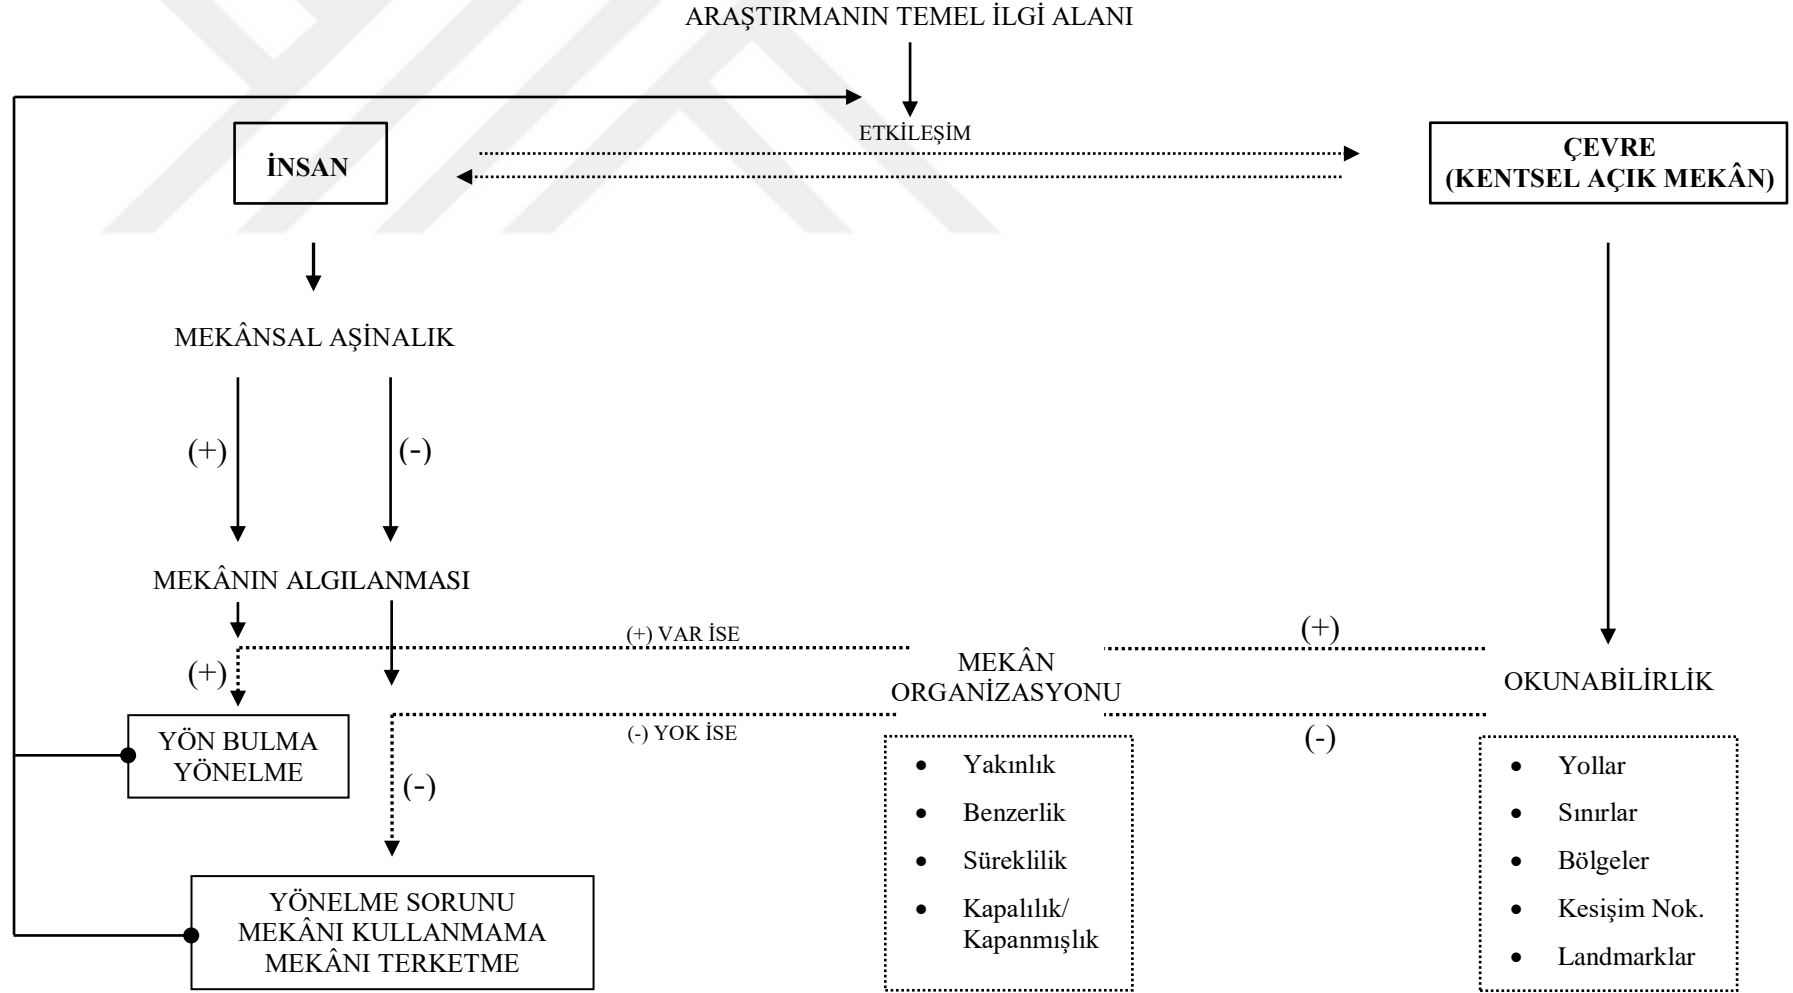 ARAŞTIRMANIN TEMEL İLGİ ALANI
ETKİLEŞİM
İNSAN
ÇEVRE
(KENTSEL AÇIK MEKÂN)
MEKÂNSAL AŞİNALIK
(+)
(-)
MEKÂNIN ALGILANMASI
(+) VAR İSE
(+)
MEKÂN
ORGANİZASYONU
OKUNABİLİRLİK
(+)
(-) YOK İSE
(-)
YÖN BULMA
YÖNELME
(-)
• Yakınlık
• Benzerlik
• Süreklilik
• Kapalılık/
Kapanmışlık
• Yollar
• Sınırlar
• Bölgeler
• Kesişim Nok.
• Landmarklar
YÖNELME SORUNU
MEKÂNI KULLANMAMA
MEKÂNI TERKETME